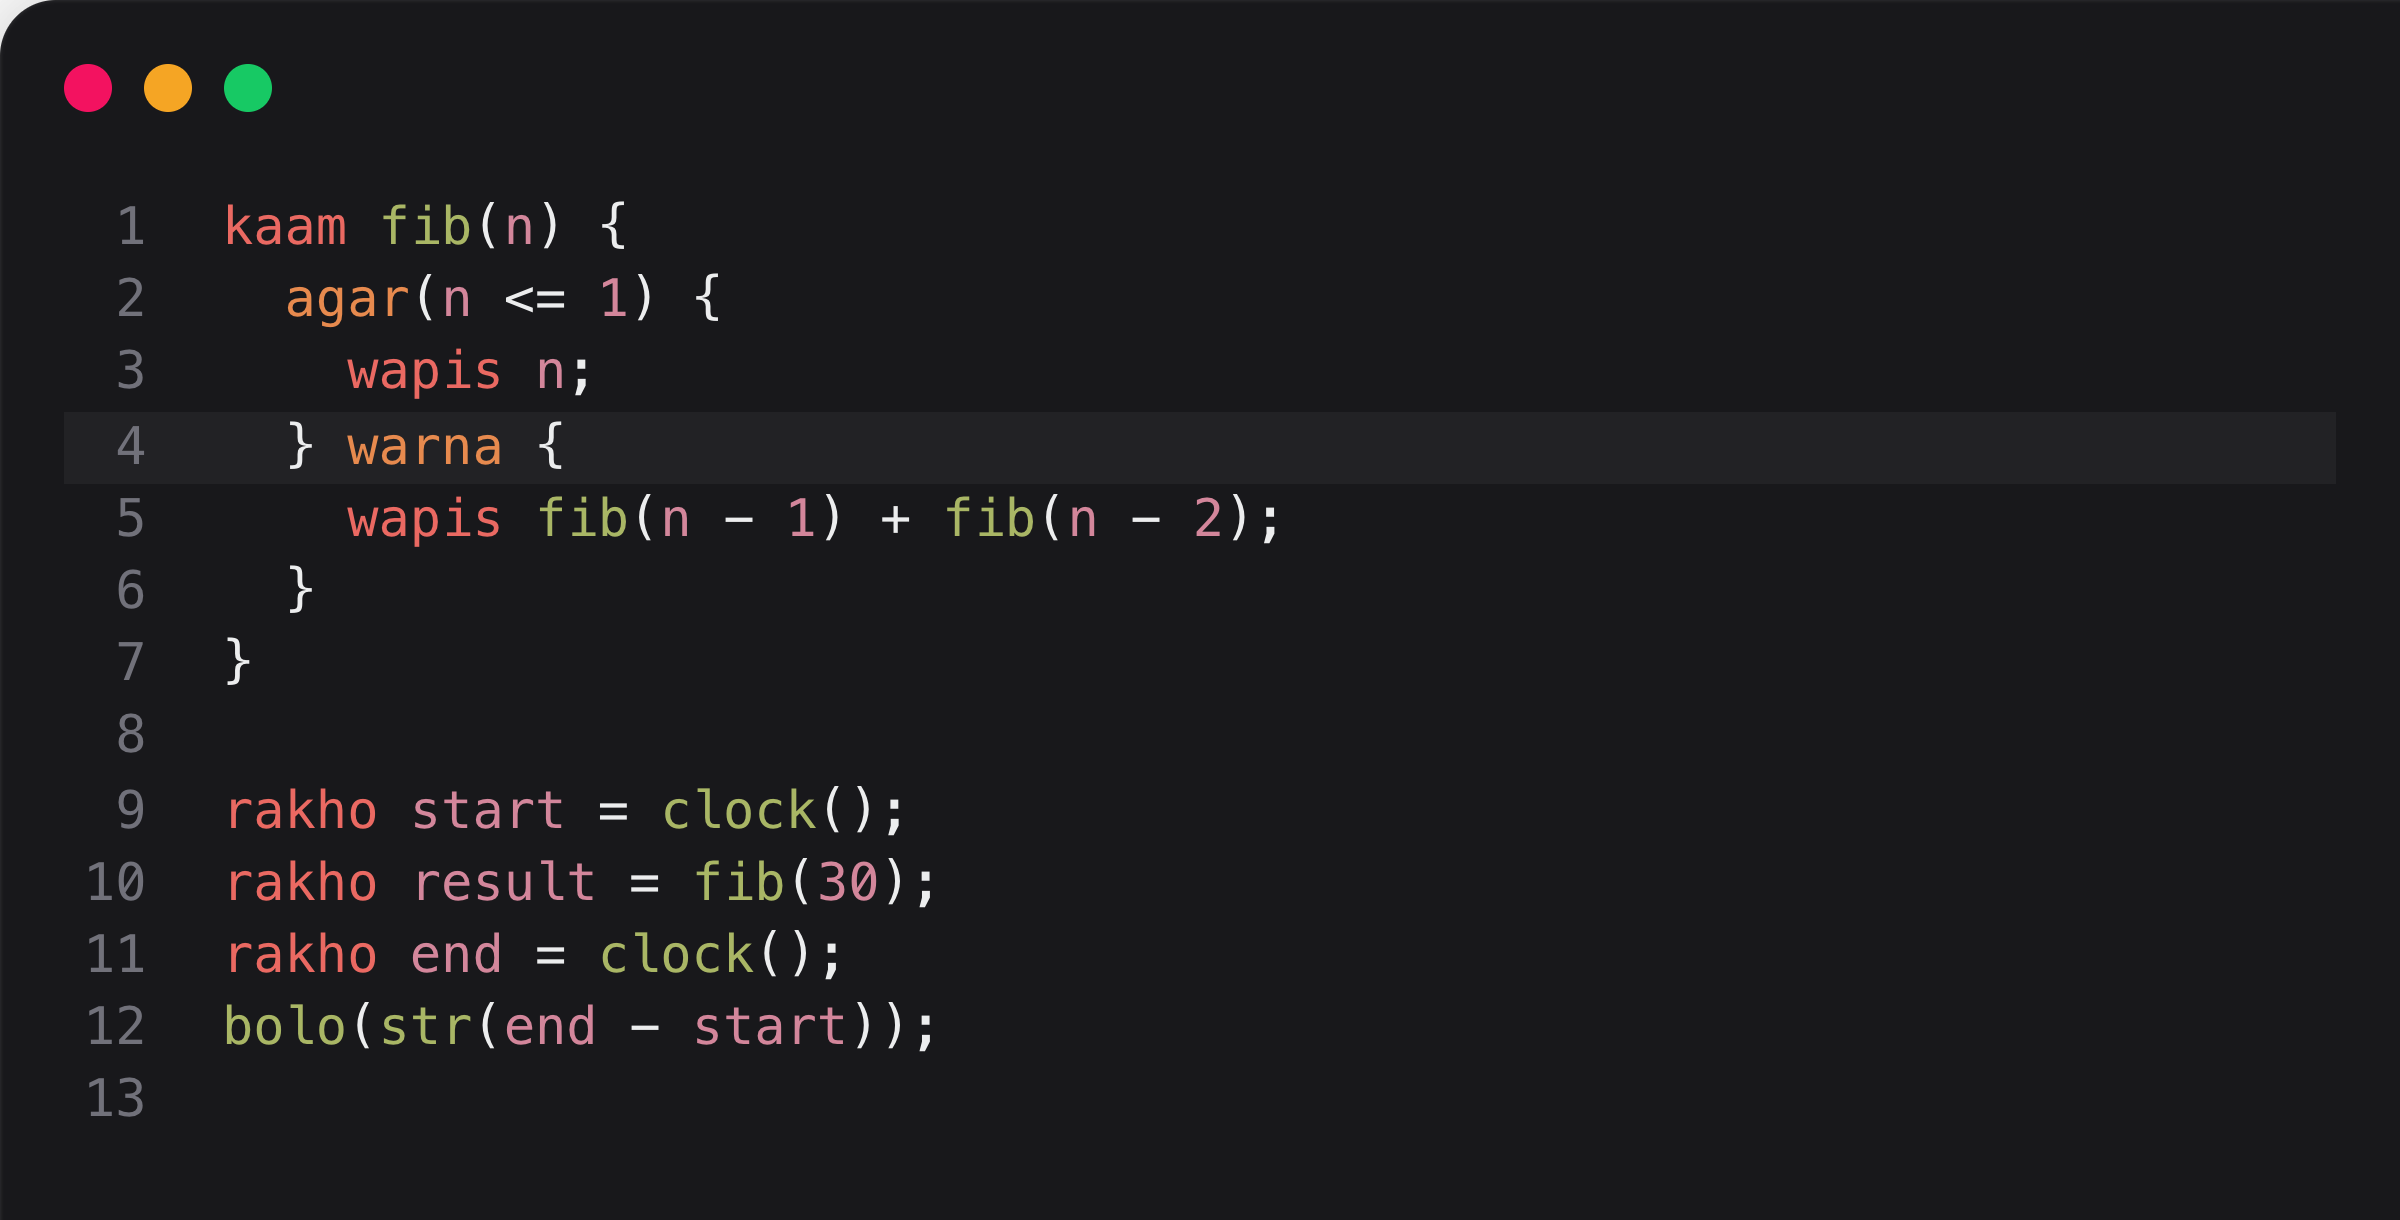 1 kaam fib(n) {
2   agar(n <= 1) {
3     wapis n;
4   } warna {
5     wapis fib(n - 1) + fib(n - 2);
6   }
7 }
8
9 rakho start = clock();
10 rakho result = fib(30);
11 rakho end = clock();
12 bolo(str(end - start));
13